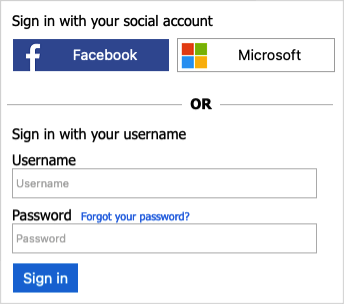 Sign in with your social account
Facebook
Microsoft
OR
Sign in with your username
Username
Username
Password Forgot your password?
Password
Sign in